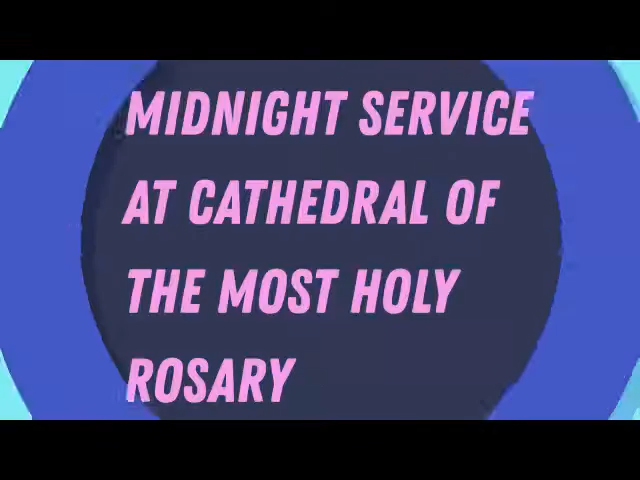 MIDNIGHT SERVICE
AT CATHEDRAL OF
THE MOST HOLY
ROSARY